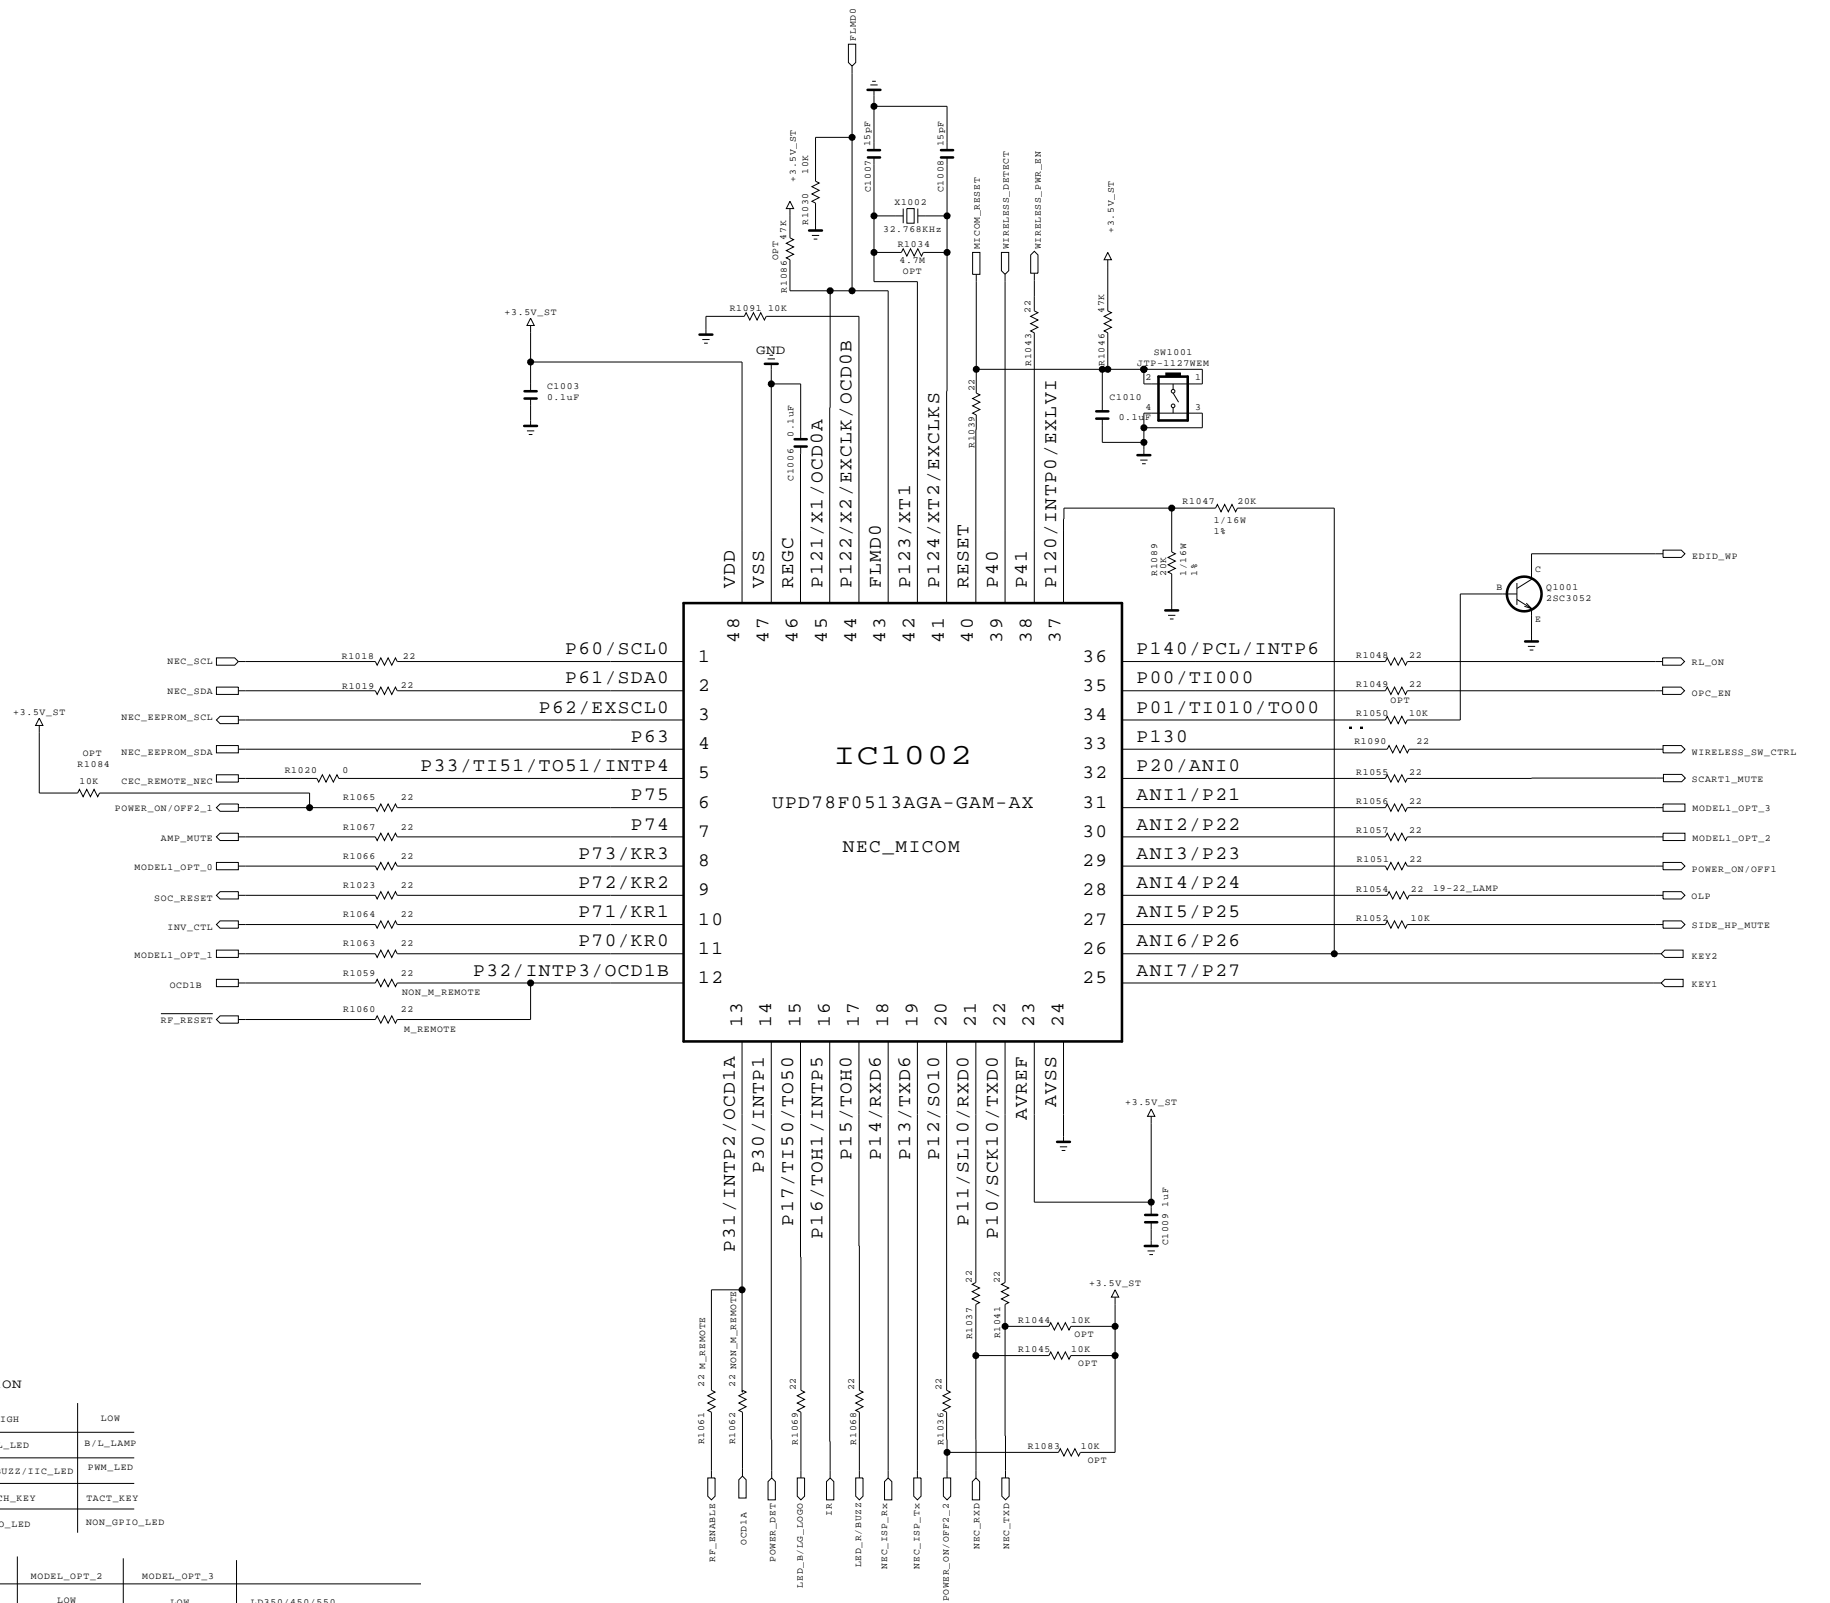 FLMD0
+3.5V_ST
10K
R1030
47K
OPT
R1086
C1007 15pF
C1008 15pF
X1002
32.768KHz
R1034
4.7M
OPT
MICOM_RESET
WIRELESS_DETECT
WIRELESS_PWR_EN
+3.5V_ST
R1043 22
R1046 47K
SW1001
JTP-1127WEM
2 1
4 3
C1010
0.1uF
R1039 22
+3.5V_ST
C1003
0.1uF
R1091 10K
GND
C1006 0.1uF
VDD
VSS
REGC
P121/X1/OCD0A
P122/X2/EXCLK/OCD0B
FLMD0
P123/XT1
P124/XT2/EXCLKS
RESET
P40
P41
P120/INTP0/EXLVI
R1047 20K
1/16W
1%
R1089
20K
1/16W
1%
EDID_WP
C
B
E
Q1001
2SC3052
48 47 46 45 44 43 42 41 40 39 38 37
NEC_SCL R1018 22 P60/SCL0 1
NEC_SDA R1019 22 P61/SDA0 2
NEC_EEPROM_SCL P62/EXSCL0 3
NEC_EEPROM_SDA P63 4
+3.5V_ST
OPT
R1084
10K
CEC_REMOTE_NEC R1020 0 P33/TI51/TO51/INTP4 5
POWER_ON/OFF2_1 R1065 22 P75 6
AMP_MUTE R1067 22 P74 7
MODEL1_OPT_0 R1066 22 P73/KR3 8
SOC_RESET R1023 22 P72/KR2 9
INV_CTL R1064 22 P71/KR1 10
MODEL1_OPT_1 R1063 22 P70/KR0 11
OCD1B R1059 22 P32/INTP3/OCD1B 12
NON_M_REMOTE
RF_RESET R1060 22
M_REMOTE
IC1002
UPD78F0513AGA-GAM-AX
NEC_MICOM
36 P140/PCL/INTP6 R1048 22 RL_ON
35 P00/TI000 R1049 22 OPC_EN
OPT
34 P01/TI010/TO00 R1050 10K
33 P130 R1090 22 WIRELESS_SW_CTRL
32 P20/ANI0 R1055 22 SCART1_MUTE
31 ANI1/P21 R1056 22 MODEL1_OPT_3
30 ANI2/P22 R1057 22 MODEL1_OPT_2
29 ANI3/P23 R1051 22 POWER_ON/OFF1
28 ANI4/P24 R1054 22 19-22_LAMP OLP
27 ANI5/P25 R1052 10K SIDE_HP_MUTE
26 ANI6/P26 KEY2
25 ANI7/P27 KEY1
13 14 15 16 17 18 19 20 21 22 23 24
P31/INTP2/OCD1A
P30/INTP1
P17/TI50/TO50
P16/TOH1/INTP5
P15/TOH0
P14/RXD6
P13/TXD6
P12/SO10
P11/SL10/RXD0
P10/SCK10/TXD0
AVREF
AVSS
+3.5V_ST
C1009 1uF
R1061 22 M_REMOTE
R1062 22 NON_M_REMOTE
R1069 22
R1068 22
R1036 22
R1037 22
R1041 22
+3.5V_ST
R1044 10K
OPT
R1045 10K
OPT
R1083 10K
OPT
RF_ENABLE
OCD1A
POWER_DET
LED_B/LG_LOGO
IR
LED_R/BUZZ
NEC_ISP_Rx
NEC_ISP_Tx
POWER_ON/OFF2_2
NEC_RXD
NEC_TXD
ON
IGH LOW
L_LED B/L_LAMP
UZZ/IIC_LED PWM_LED
CH_KEY TACT_KEY
O_LED NON_GPIO_LED
MODEL_OPT_2 MODEL_OPT_3
LOW LOW LD350/450/550